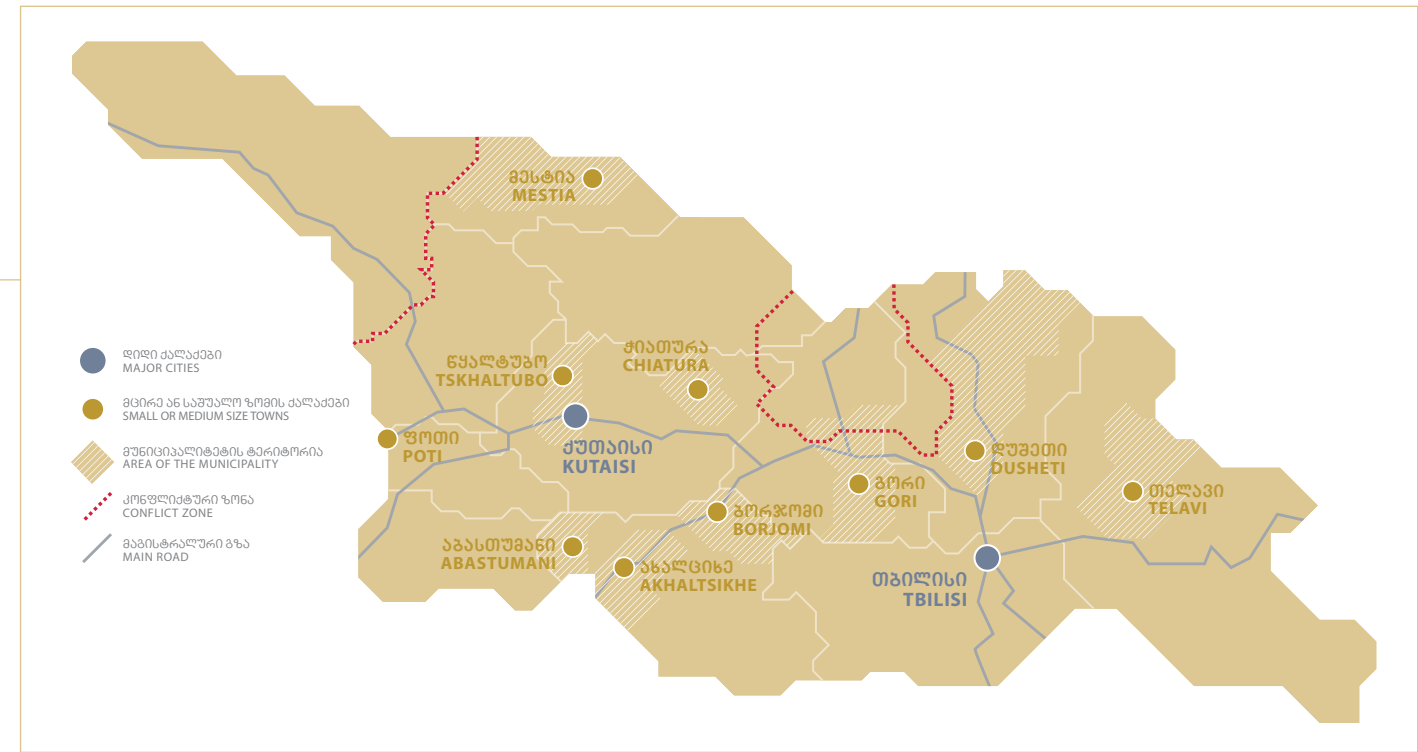 მესტია
MESTIA
დიდი ქალაქები
MAJOR CITIES
მცირე ან საშუალო ზომის ქალაქები
SMALL OR MEDIUM SIZE TOWNS
მუნიციპალიტეტის ტერიტორია
AREA OF THE MUNICIPALITY
კონფლიქტური ზონა
CONFLICT ZONE
მაგისტრალური გზა
MAIN ROAD
წყალტუბო
TSKHALTUBO
ჭიათურა
CHIATURA
ფოთი
POTI
ქუთაისი
KUTAISI
დუშეთი
DUSHETI
გორი
GORI
თელავი
TELAVI
ბორჯომი
BORJOMI
აბასთუმანი
ABASTUMANI
ახალციხე
AKHALTSIKHE
თბილისი
TBILISI